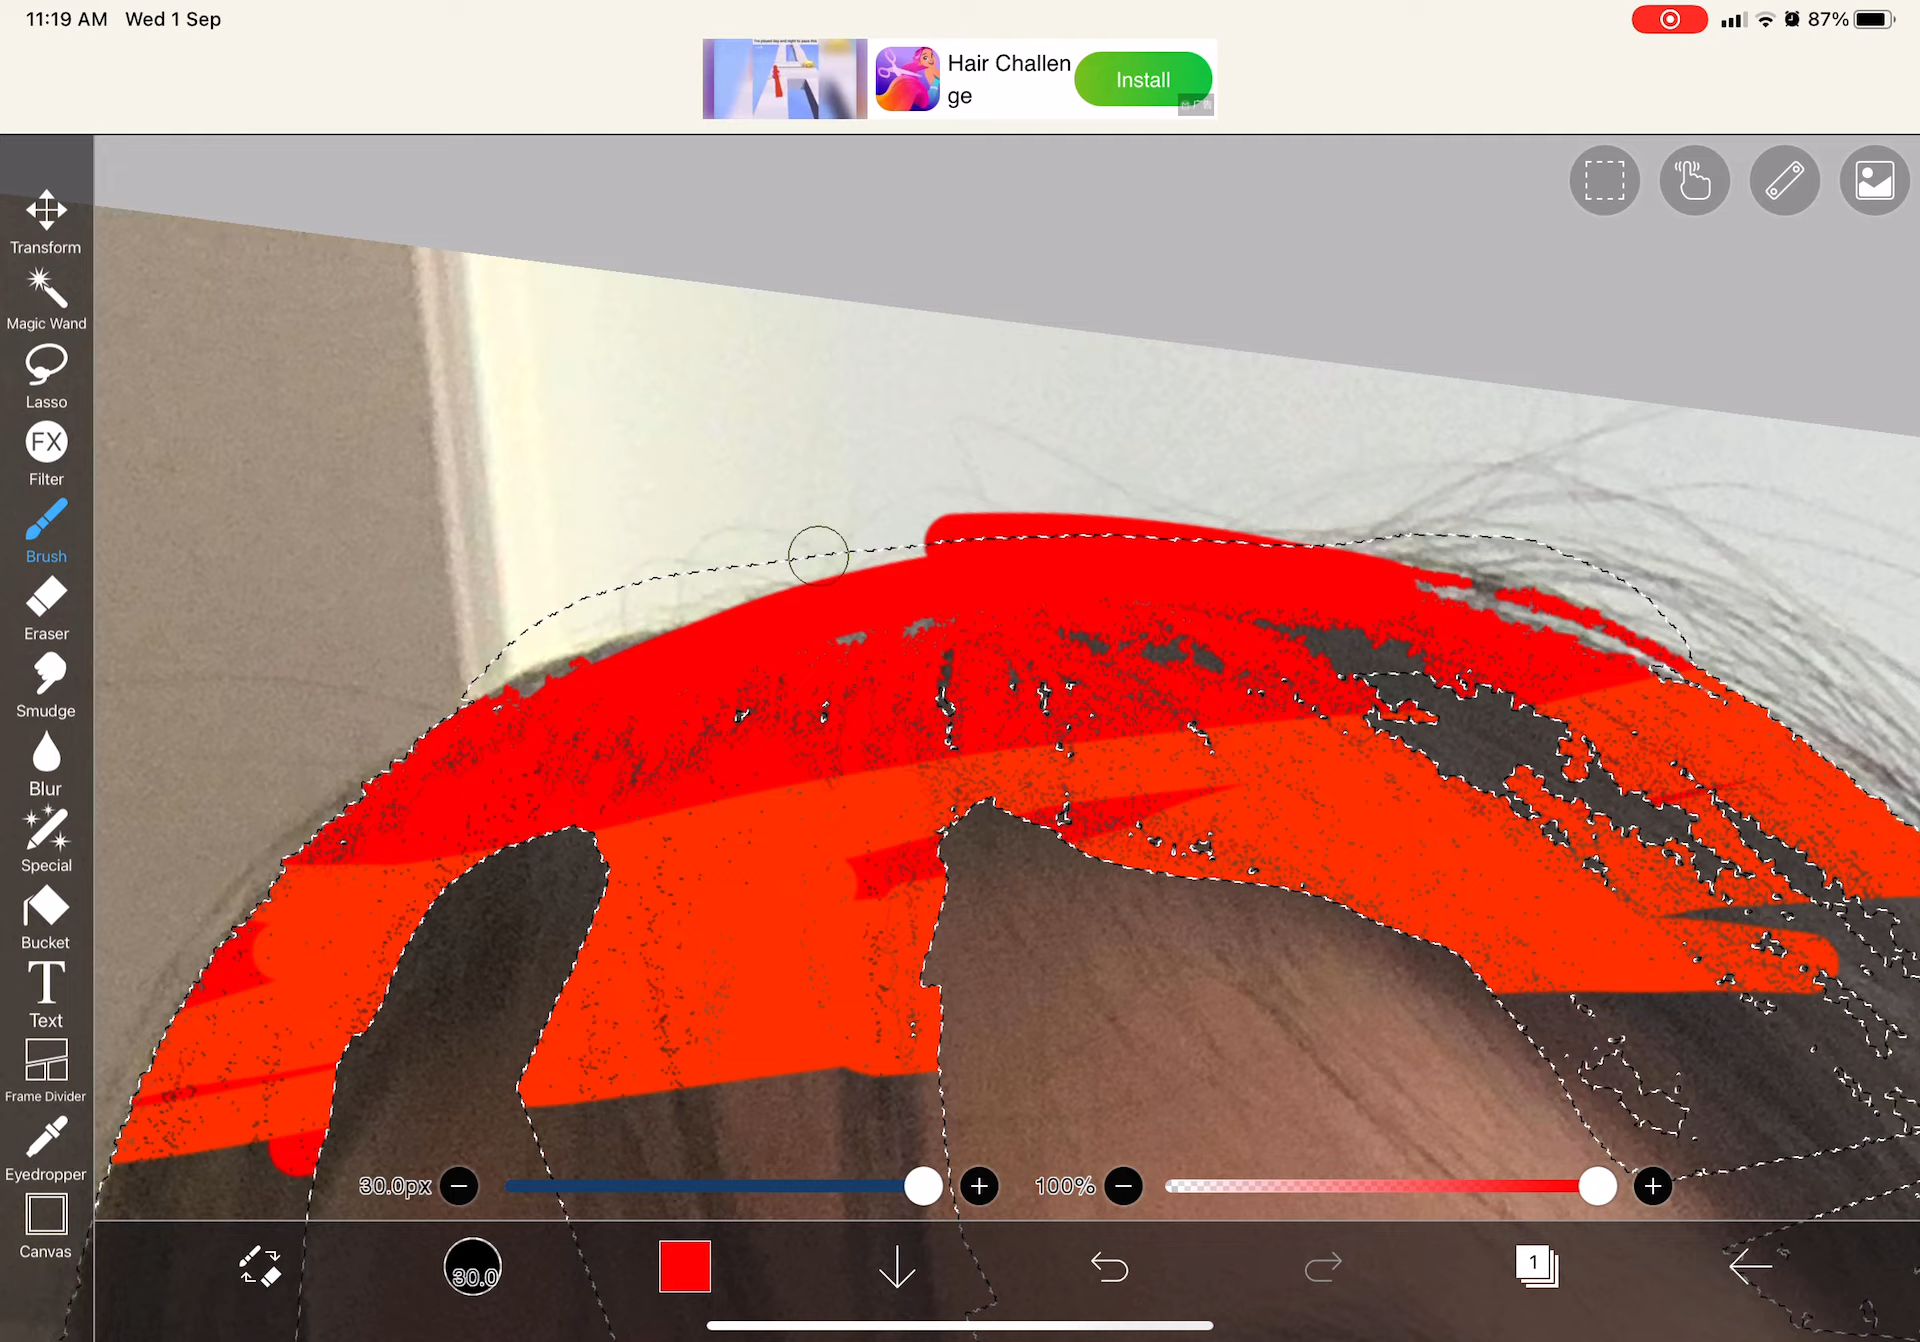 11:19 AM Wed 1 Sep
87%
Hair Challen
ge
Install
Transform
Magic Wand
Lasso
FX
Filter
Brush
Eraser
Smudge
Blur
Special
Bucket
T
Text
Frame Divider
Eyedropper
Canvas
30.0px
100%
30.0
1